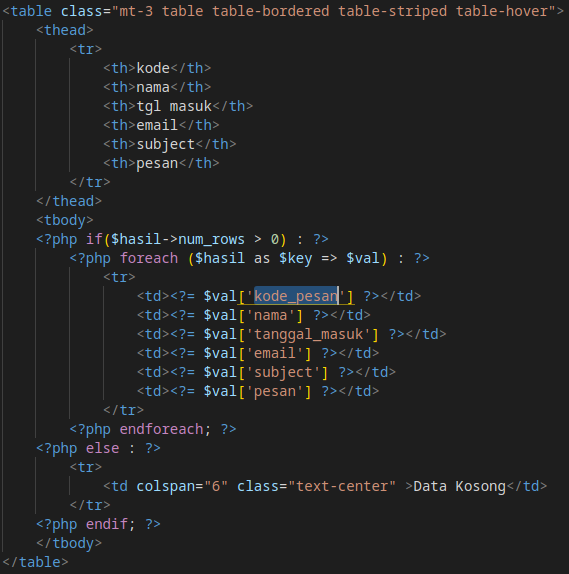 <table class="mt-3 table table-bordered table-striped table-hover">
    <thead>
        <tr>
            <th>kode</th>
            <th>nama</th>
            <th>tgl masuk</th>
            <th>email</th>
            <th>subject</th>
            <th>pesan</th>
        </tr>
    </thead>
    <tbody>
    <?php if($hasil->num_rows > 0) : ?>
        <?php foreach ($hasil as $key => $val) : ?>
            <tr>
                <td><?= $val['kode_pesan'] ?></td>
                <td><?= $val['nama'] ?></td>
                <td><?= $val['tanggal_masuk'] ?></td>
                <td><?= $val['email'] ?></td>
                <td><?= $val['subject'] ?></td>
                <td><?= $val['pesan'] ?></td>
            </tr>
        <?php endforeach; ?>
    <?php else : ?>
        <tr>
            <td colspan="6" class="text-center" >Data Kosong</td>
        </tr>
    <?php endif; ?>
    </tbody>
</table>